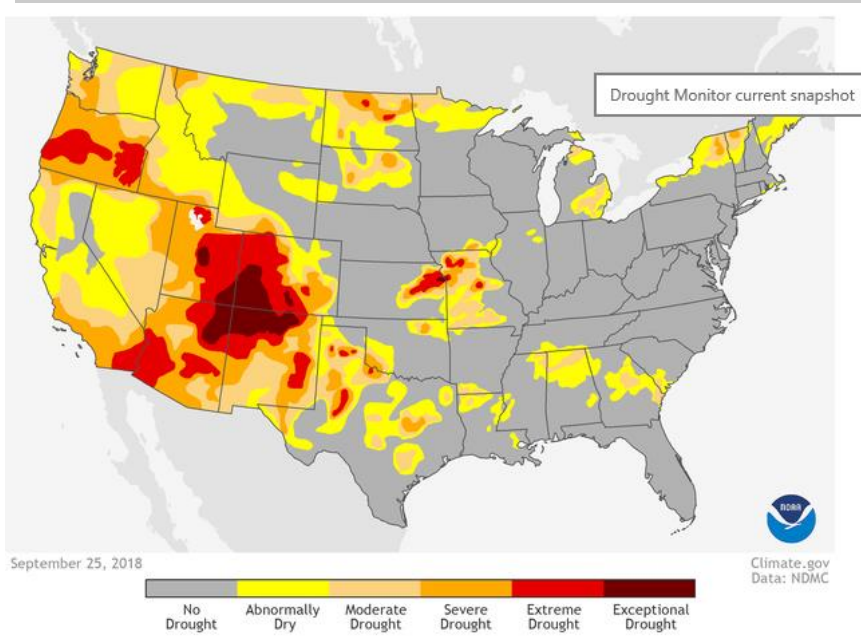 Drought Monitor current snapshot
NOAA
September 25, 2018
Climate.gov
Data: NDMC
No
Drought
Abnormally
Dry
Moderate
Drought
Severe
Drought
Extreme
Drought
Exceptional
Drought